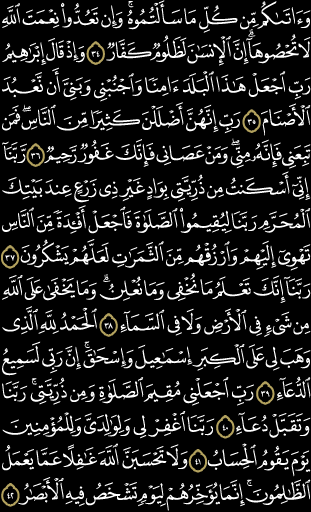 وَءَاتَىٰكُم مِّن كُلِّ مَا سَأَلْتُمُوهُ ۚ وَإِن تَعُدُّوا۟ نِعْمَتَ ٱللَّهِ
لَا تُحْصُوهَآ ۗ إِنَّ ٱلْإِنسَٰنَ لَظَلُومٌ كَفَّارٌ ٣٤ وَإِذْ قَالَ إِبْرَٰهِيمُ
رَبِّ ٱجْعَلْ هَٰذَا ٱلْبَلَدَ ءَامِنًا وَٱجْنُبْنِى وَبَنِىَّ أَن نَّعْبُدَ
ٱلْأَصْنَامَ ٣٥ رَبِّ إِنَّهُنَّ أَضْلَلْنَ كَثِيرًا مِّنَ ٱلنَّاسِ ۖ فَمَن
تَبِعَنِى فَإِنَّهُۥ مِنِّى ۖ وَمَنْ عَصَانِى فَإِنَّكَ غَفُورٌ رَّحِيمٌ ٣٦ رَّبَّنَآ
إِنِّىٓ أَسْكَنتُ مِن ذُرِّيَّتِى بِوَادٍ غَيْرِ ذِى زَرْعٍ عِندَ بَيْتِكَ
ٱلْمُحَرَّمِ رَبَّنَا لِيُقِيمُوا۟ ٱلصَّلَوٰةَ فَٱجْعَلْ أَفْـِٔدَةً مِّنَ ٱلنَّاسِ
تَهْوِىٓ إِلَيْهِمْ وَٱرْزُقْهُم مِّنَ ٱلثَّمَرَٰتِ لَعَلَّهُمْ يَشْكُرُونَ ٣٧
رَبَّنَآ إِنَّكَ تَعْلَمُ مَا نُخْفِى وَمَا نُعْلِنُ ۗ وَمَا يَخْفَىٰ عَلَى ٱللَّهِ
مِن شَىْءٍ فِى ٱلْأَرْضِ وَلَا فِى ٱلسَّمَآءِ ٣٨ ٱلْحَمْدُ لِلَّهِ ٱلَّذِى
وَهَبَ لِى عَلَى ٱلْكِبَرِ إِسْمَٰعِيلَ وَإِسْحَٰقَ ۚ إِنَّ رَبِّى لَسَمِيعُ
ٱلدُّعَآءِ ٣٩ رَبِّ ٱجْعَلْنِى مُقِيمَ ٱلصَّلَوٰةِ وَمِن ذُرِّيَّتِى ۚ رَبَّنَا
وَتَقَبَّلْ دُعَآءِ ٤٠ رَبَّنَا ٱغْفِرْ لِى وَلِوَٰلِدَىَّ وَلِلْمُؤْمِنِينَ
يَوْمَ يَقُومُ ٱلْحِسَابُ ٤١ وَلَا تَحْسَبَنَّ ٱللَّهَ غَٰفِلًا عَمَّا يَعْمَلُ
ٱلظَّٰلِمُونَ ۚ إِنَّمَا يُؤَخِّرُهُمْ لِيَوْمٍ تَشْخَصُ فِيهِ ٱلْأَبْصَٰرُ ٤٢